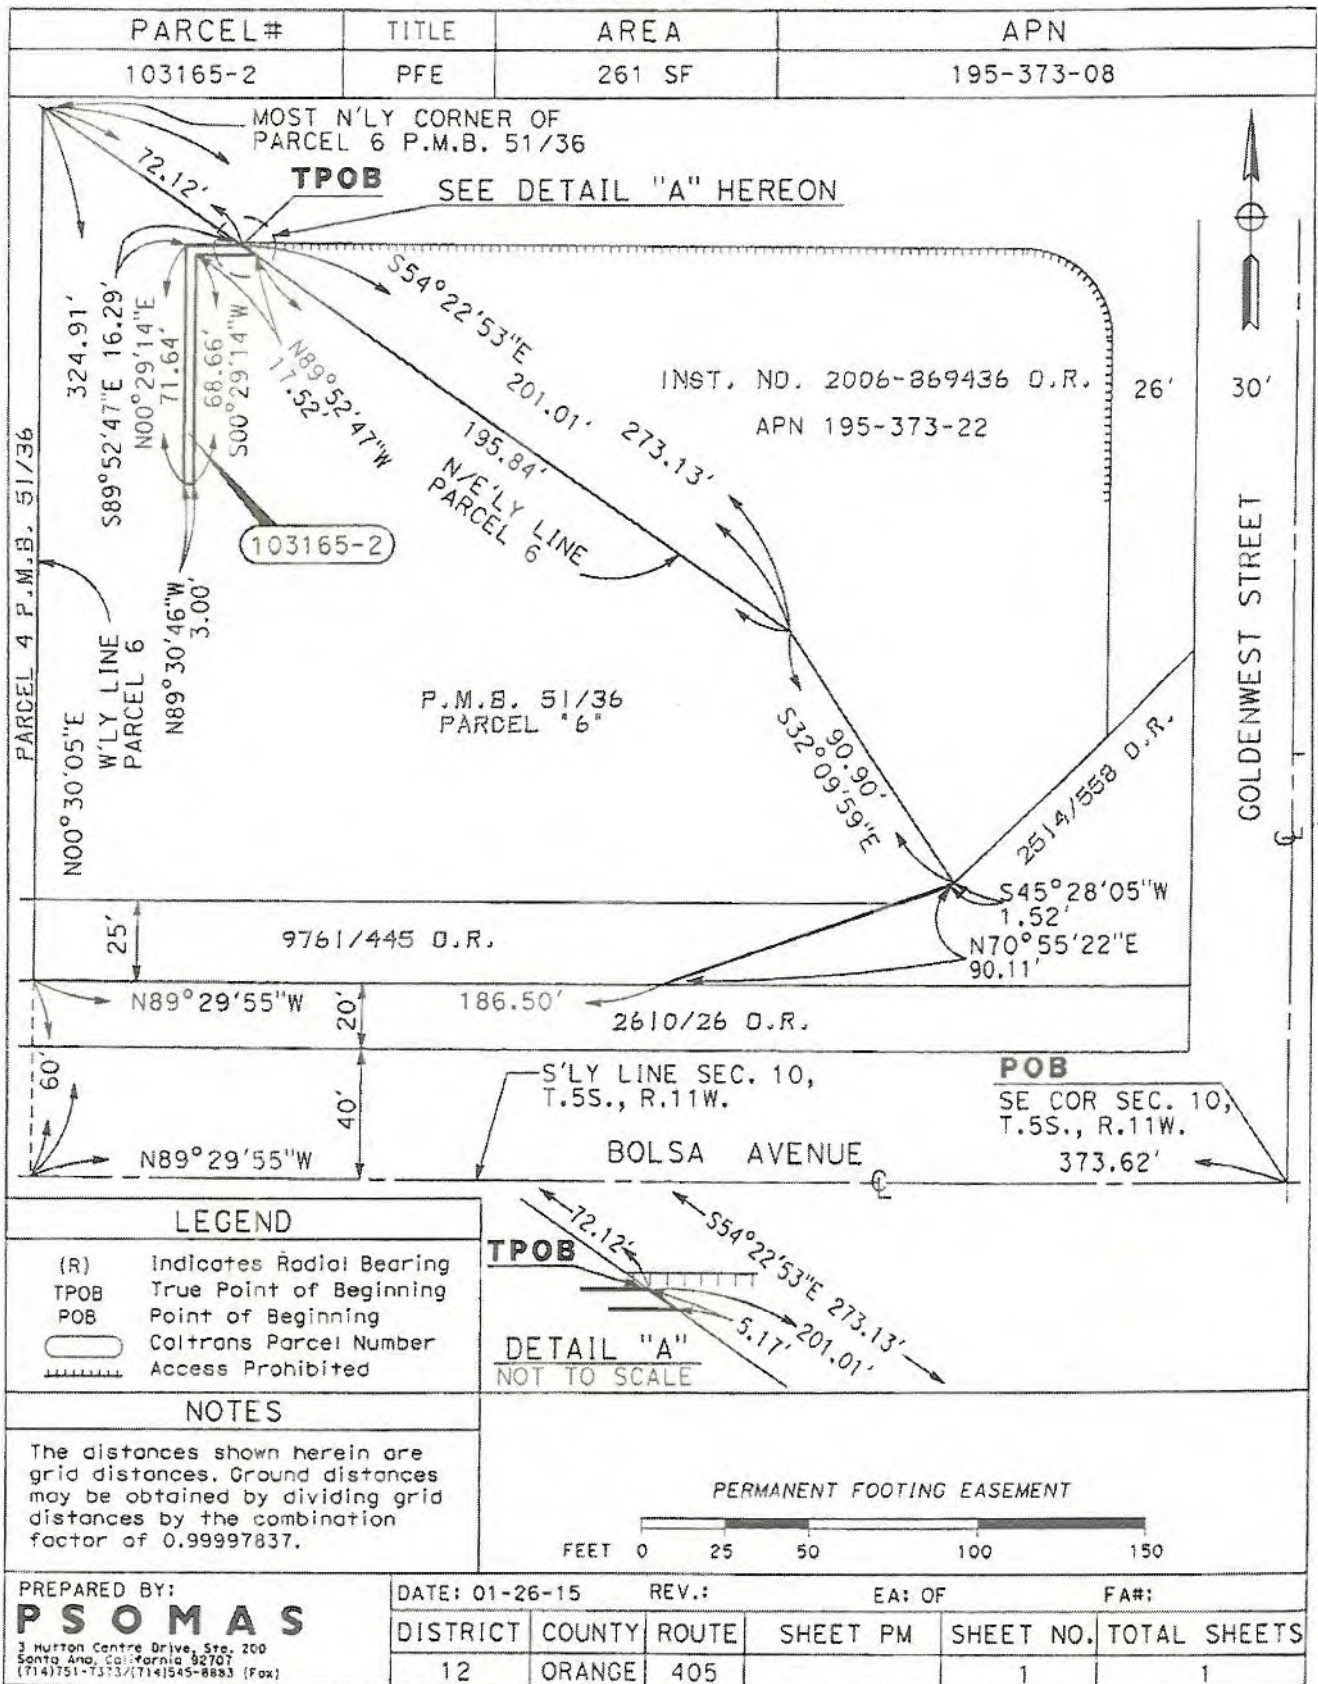 PARCEL# TITLE AREA APN
103165-2 PFE 261 SF 195-373-08
MOST N'LY CORNER OF
PARCEL 6 P.M.B. 51/36
72.12'
TPOB
SEE DETAIL "A" HEREON
324.91'
S89°52'47"E 16.29'
N00°29'14"E
71.64'
68.66'
S00°29'14"W
N89°52'47"W
17.52'
S54°22'53"E
201.01'
273.13'
195.84'
N/E'LY LINE
PARCEL 6
INST. NO. 2006-869436 O.R.
APN 195-373-22
26'
30'
PARCEL 4 P.M.B. 51/36
103165-2
N89°30'46"W
3.00'
W'LY LINE
PARCEL 6
N00°30'05"E
P.M.B. 51/36
PARCEL "6"
90.90'
S32°09'59"E
2514/558 O.R.
GOLDENWEST STREET
S45°28'05"W
1.52'
N70°55'22"E
90.11'
25'
9761/445 O.R.
N89°29'55"W
186.50'
20'
2610/26 O.R.
60'
40'
S'LY LINE SEC. 10,
T.5S., R.11W.
POB
SE COR SEC. 10,
T.5S., R.11W.
373.62'
N89°29'55"W
BOLSA AVENUE
LEGEND
(R) Indicates Radial Bearing
TPOB True Point of Beginning
POB Point of Beginning
Caltrans Parcel Number
Access Prohibited
72.12'
S54°22'53"E 273.13'
TPOB
5.17'
201.01'
DETAIL "A"
NOT TO SCALE
NOTES
The distances shown herein are
grid distances. Ground distances
may be obtained by dividing grid
distances by the combination
factor of 0.99997837.
PERMANENT FOOTING EASEMENT
FEET 0 25 50 100 150
PREPARED BY:
PSOMAS
3 Hutton Centre Drive, Ste. 200
Santa Ana, California 92707
(714)751-7373/(714)545-8883 (Fax)
DATE: 01-26-15 REV.: EA: OF FA#:
DISTRICT COUNTY ROUTE SHEET PM SHEET NO. TOTAL SHEETS
12 ORANGE 405 1 1